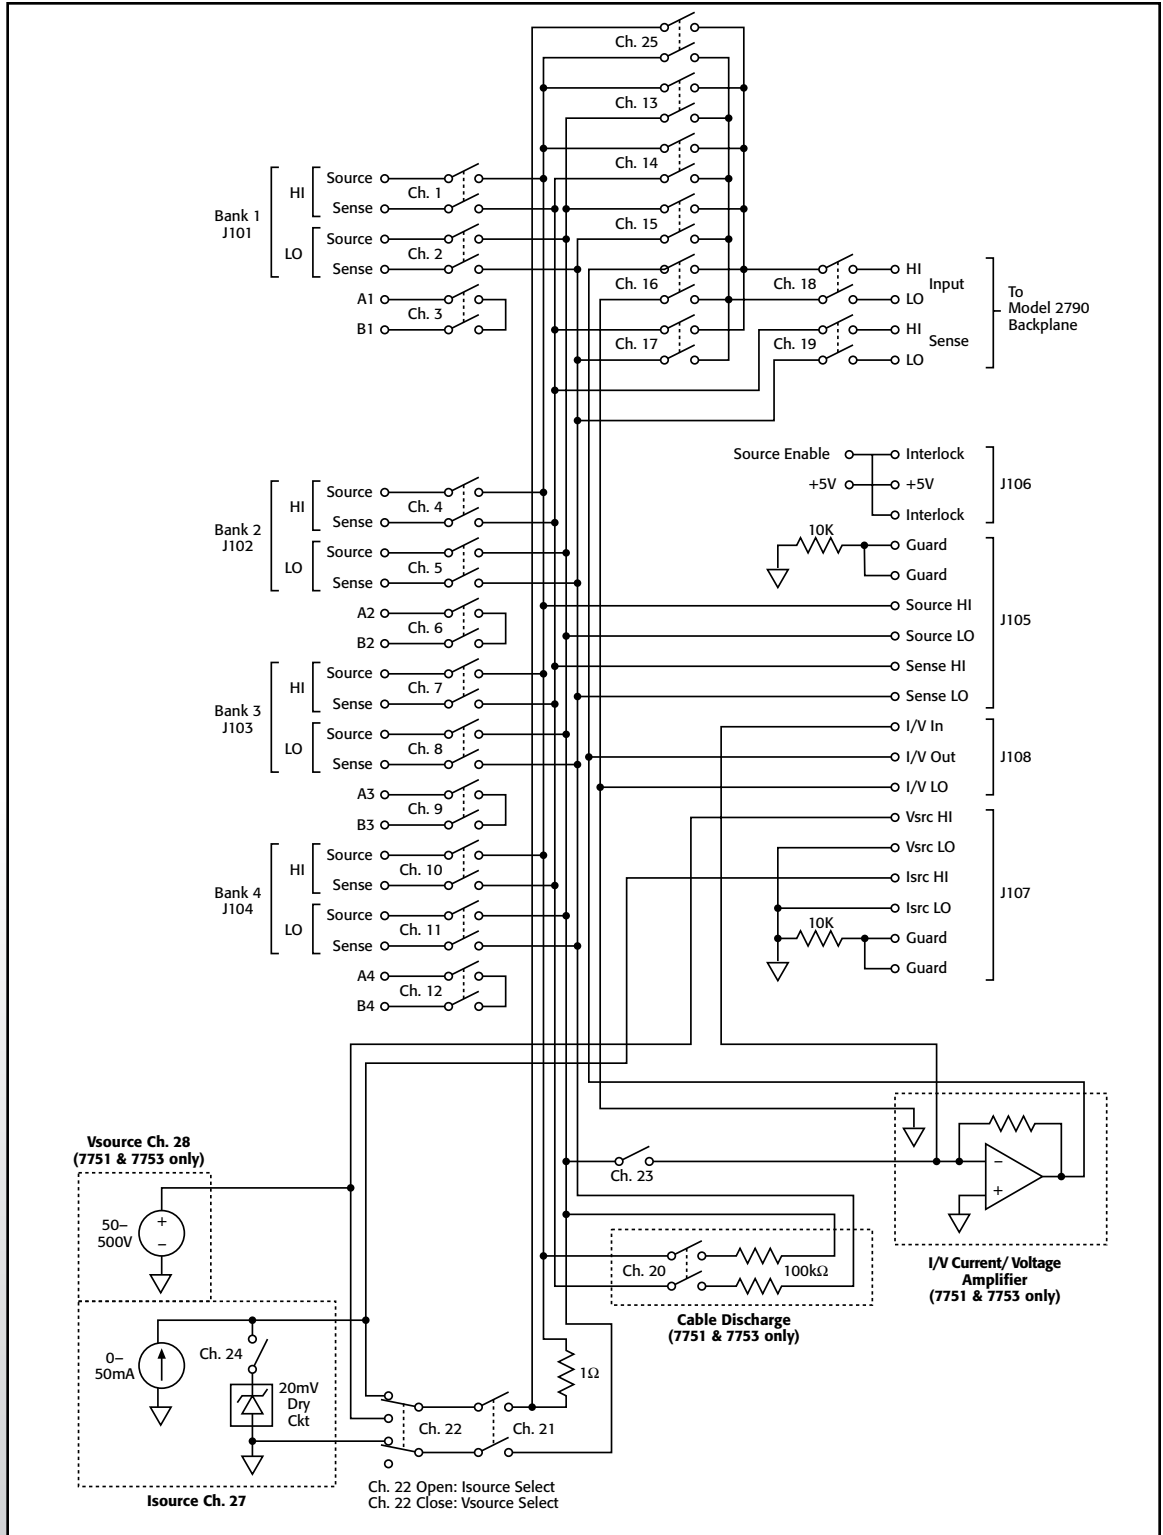 Ch. 25
Ch. 13
Ch. 14
Ch. 15
Ch. 16
Ch. 17
Bank 1
J101
HI
Source
Sense
Ch. 1
LO
Source
Sense
Ch. 2
A1
B1
Ch. 3
Ch. 18
HI
LO
Input
Ch. 19
HI
LO
Sense
To
Model 2790
Backplane
Bank 2
J102
HI
Source
Sense
Ch. 4
LO
Source
Sense
Ch. 5
A2
B2
Ch. 6
Bank 3
J103
HI
Source
Sense
Ch. 7
LO
Source
Sense
Ch. 8
A3
B3
Ch. 9
Bank 4
J104
HI
Source
Sense
Ch. 10
LO
Source
Sense
Ch. 11
A4
B4
Ch. 12
Source Enable
Interlock
+5V
+5V
Interlock
J106
10K
Guard
Guard
Source HI
Source LO
Sense HI
Sense LO
J105
I/V In
I/V Out
I/V LO
J108
Vsrc HI
Vsrc LO
Isrc HI
Isrc LO
10K
Guard
Guard
J107
Vsource Ch. 28
(7751 & 7753 only)
50–
500V
+
–
0–
50mA
Ch. 24
20mV
Dry
Ckt
Isource Ch. 27
Ch. 22
Ch. 21
1Ω
Ch. 22 Open: Isource Select
Ch. 22 Close: Vsource Select
Ch. 23
Ch. 20
100kΩ
Cable Discharge
(7751 & 7753 only)
–
+
I/V Current/ Voltage
Amplifier
(7751 & 7753 only)